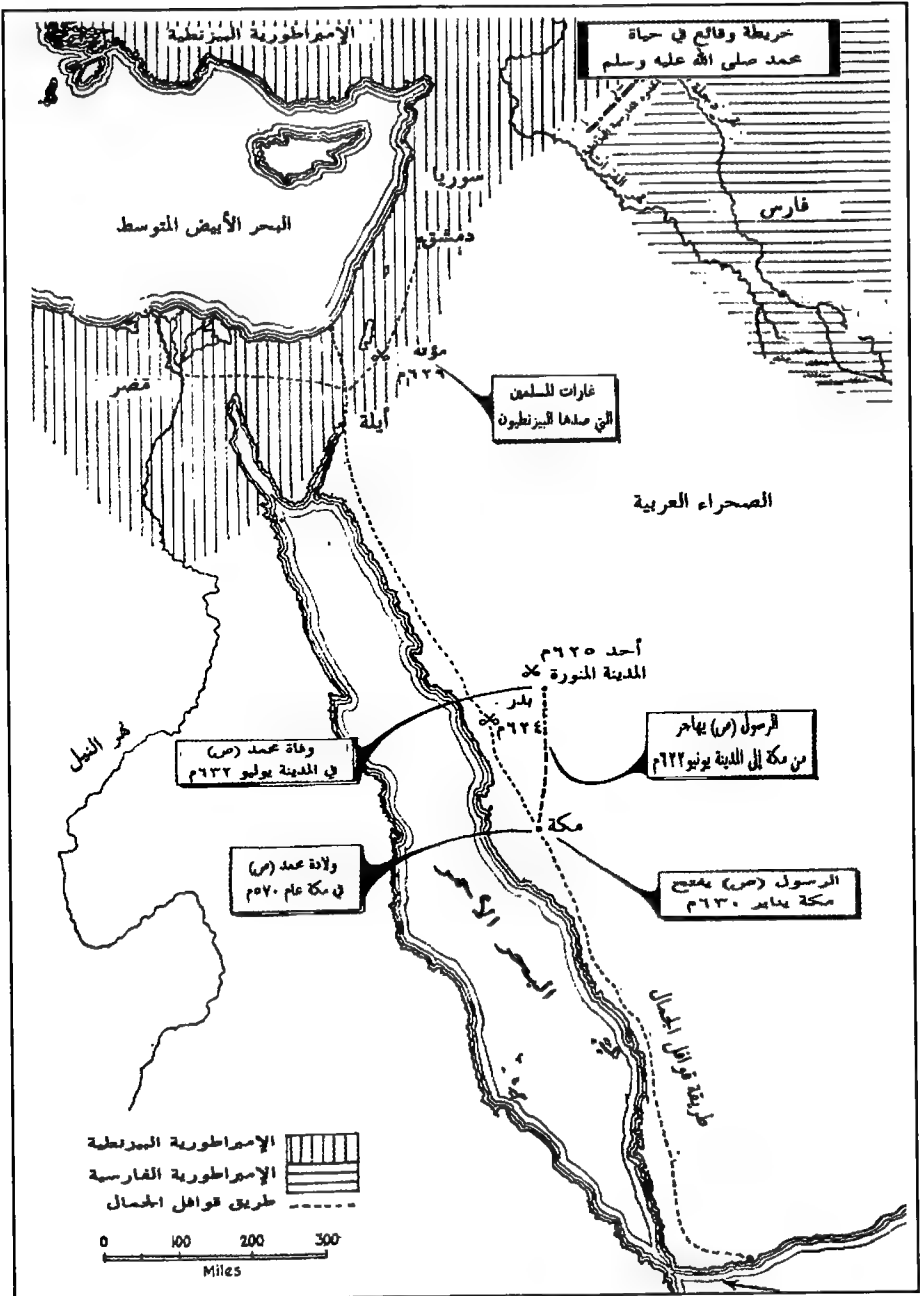 خريطة وقائع في حياة
محمد صلى الله عليه وسلم
الإمبراطورية البيزنطية
سوريا
فارس
نهر الفرات
البحر الأبيض المتوسط
دمشق
مؤته
٦٢٩م
مصر
غارات المسلمين
التي صدها البيزنطيون
أيلة
الصحراء العربية
أحد ٦٢٥م
المدينة المنورة
بدر
٦٢٤م
نهر النيل
وفاة محمد (ص)
في المدينة يوليو ٦٣٢م
الرسول (ص) يهاجر
من مكة إلى المدينة يونيو ٦٢٢م
مكة
ولادة محمد (ص)
في مكة عام ٥٧٠م
الرسول (ص) يفتح
مكة يناير ٦٣٠م
البحر الأحمر
طريقة قوافل الجمال
الإمبراطورية البيزنطية
الإمبراطورية الفارسية
طريق قوافل الجمال
0 100 200 300
Miles